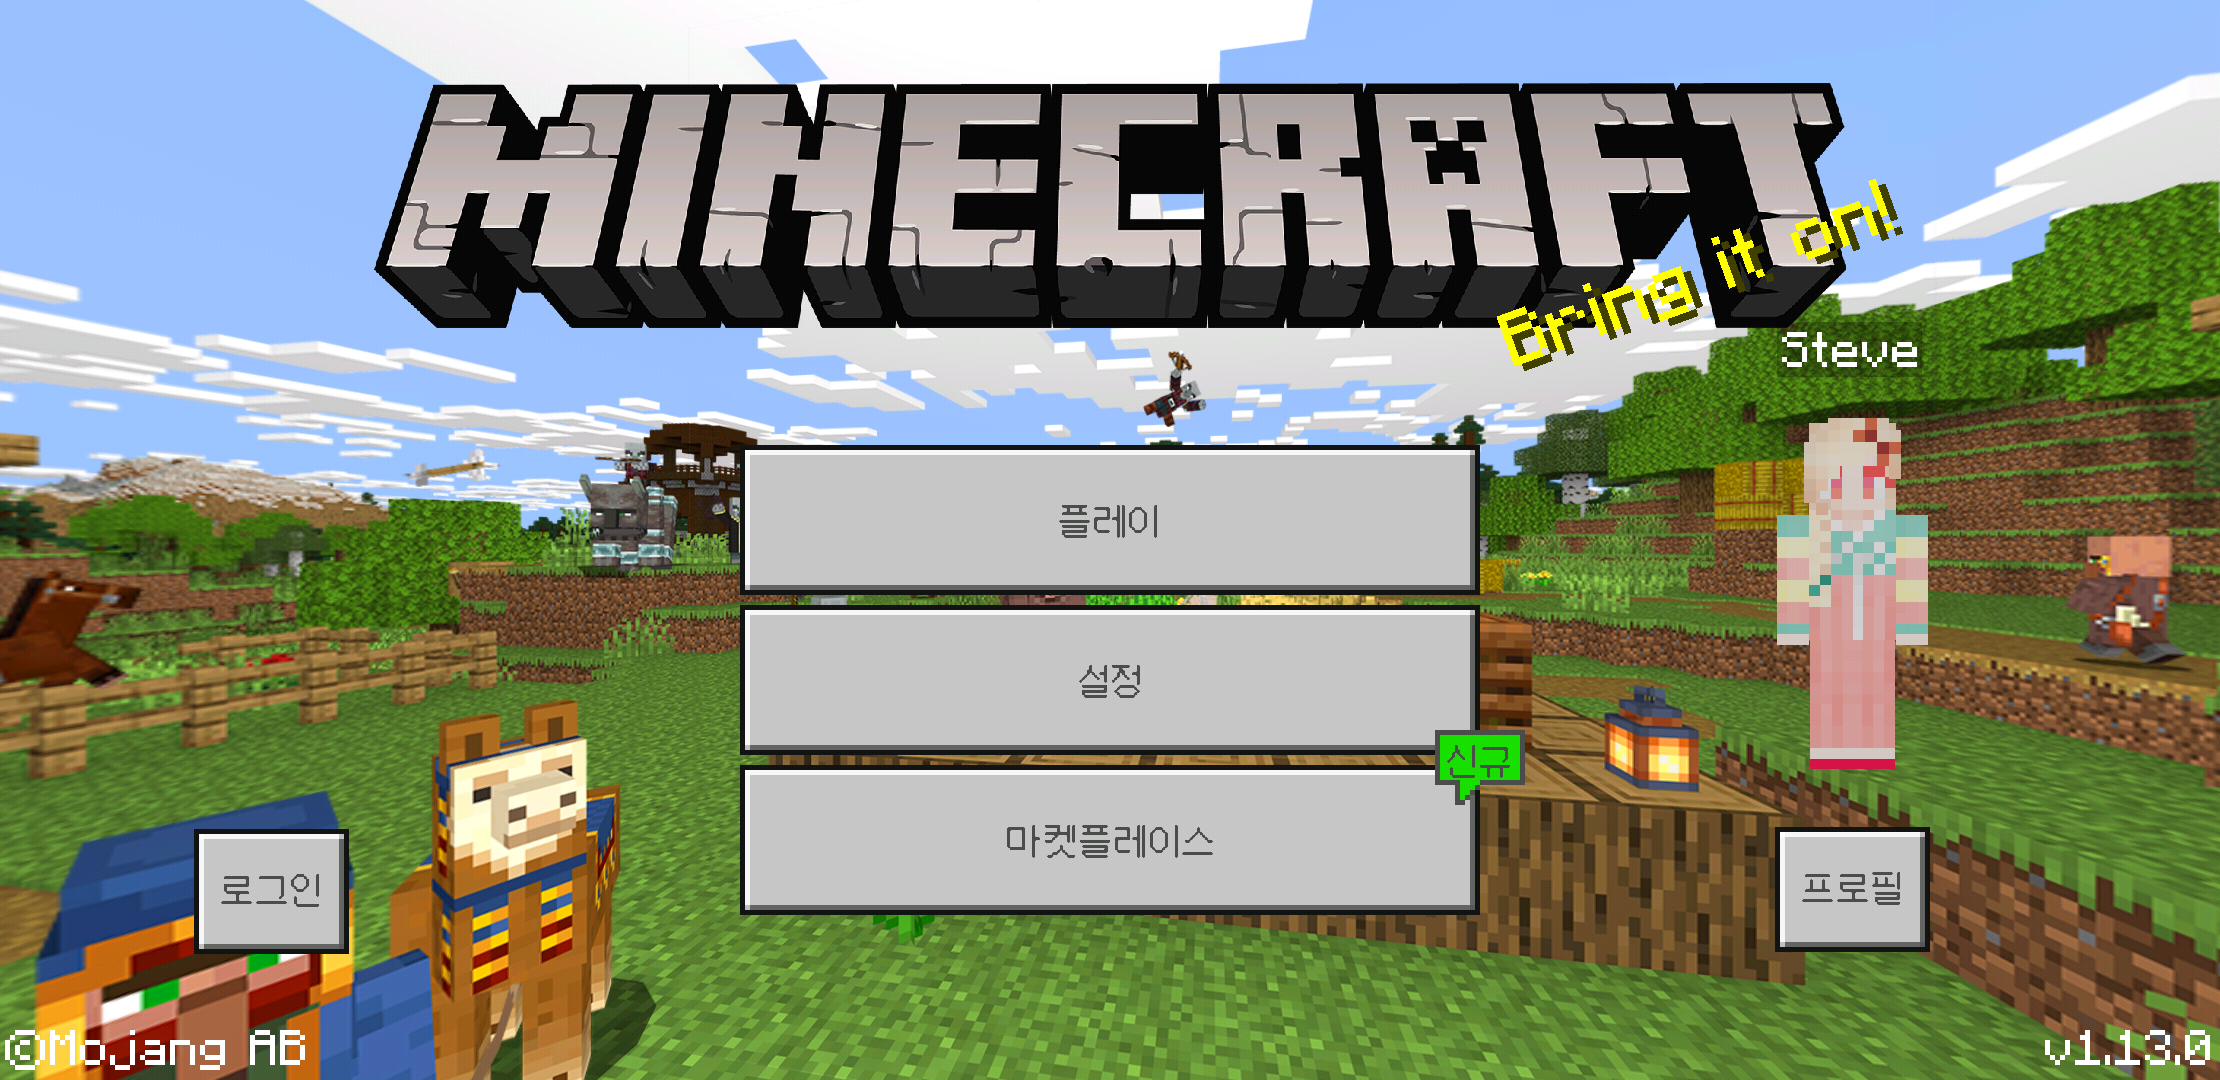 MINECRAFT
Bring it on!
Steve
플레이
설정
신규
마켓플레이스
로그인
프로필
©Mojang AB
v1.13.0